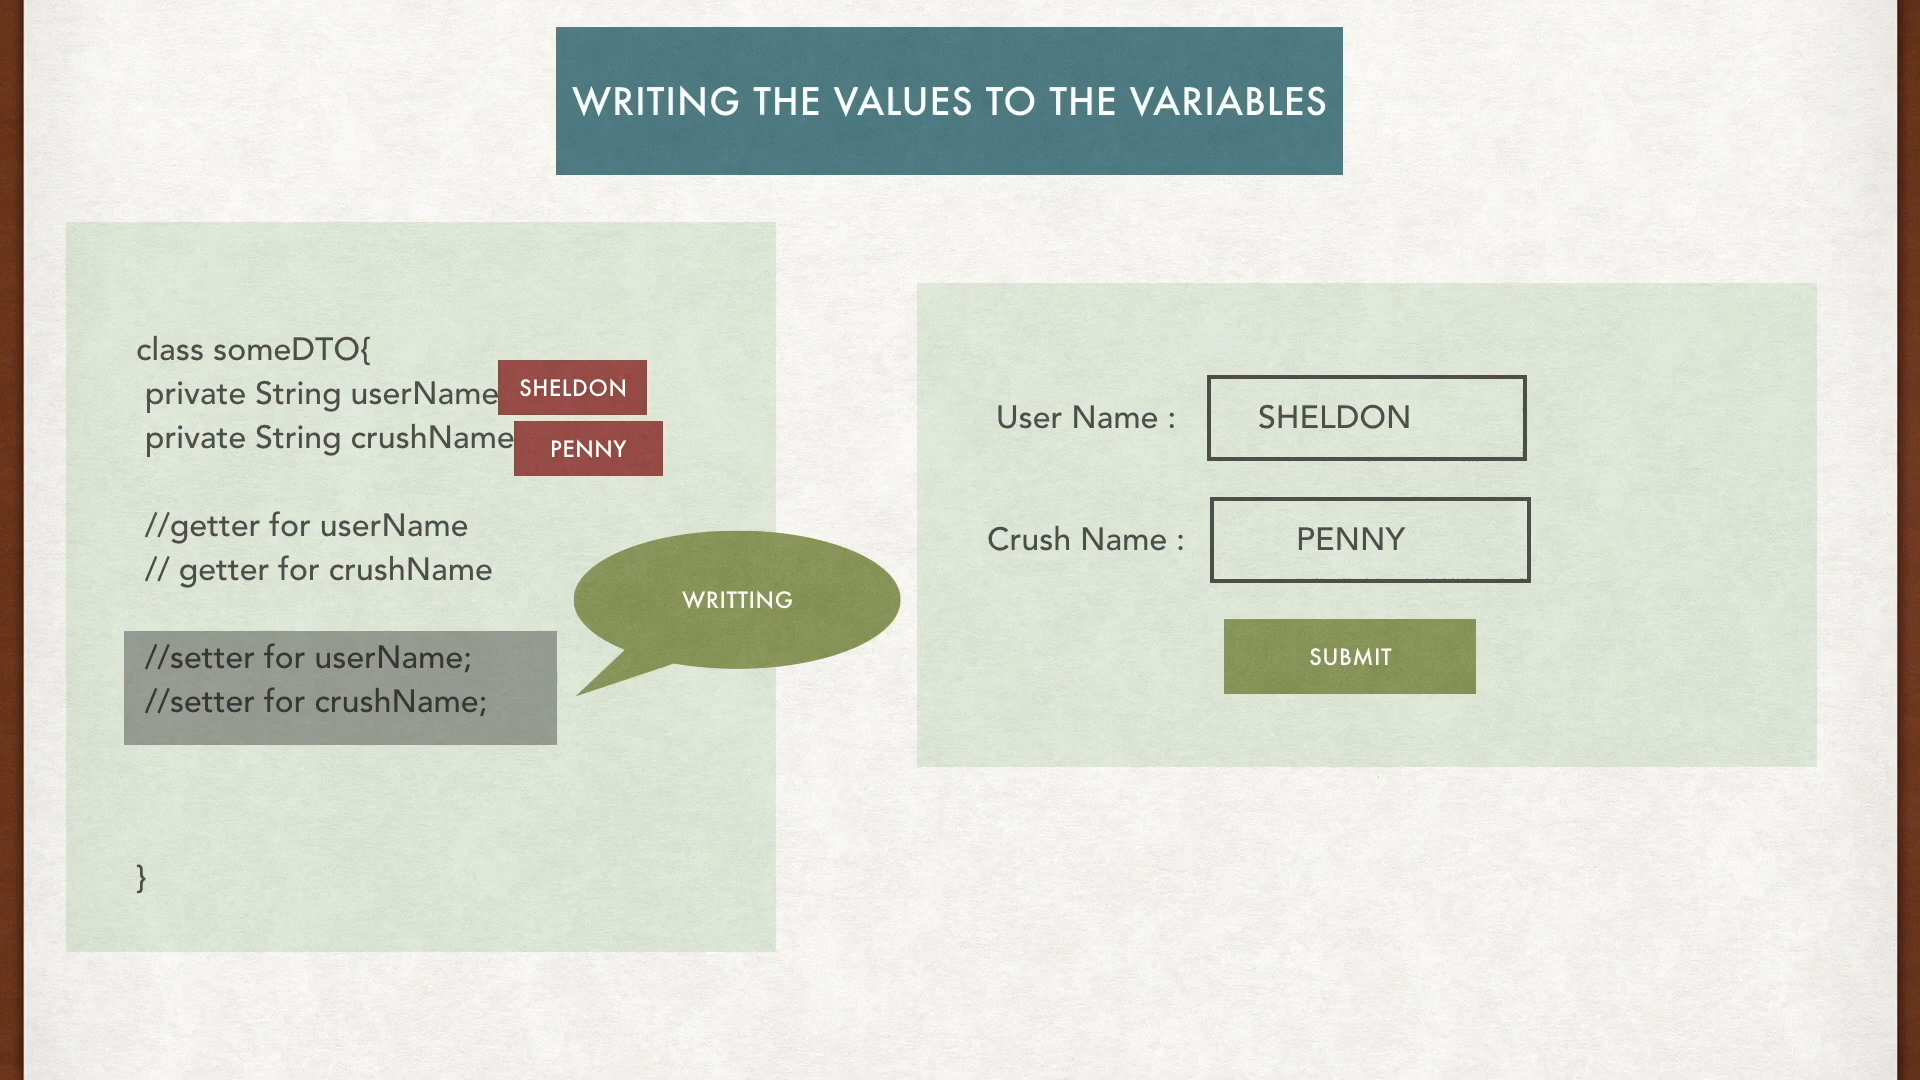 WRITING THE VALUES TO THE VARIABLES
class someDTO{
private String userName
SHELDON
private String crushName
PENNY
//getter for userName
// getter for crushName
//setter for userName;
//setter for crushName;
}
WRITTING
User Name : SHELDON
Crush Name : PENNY
SUBMIT